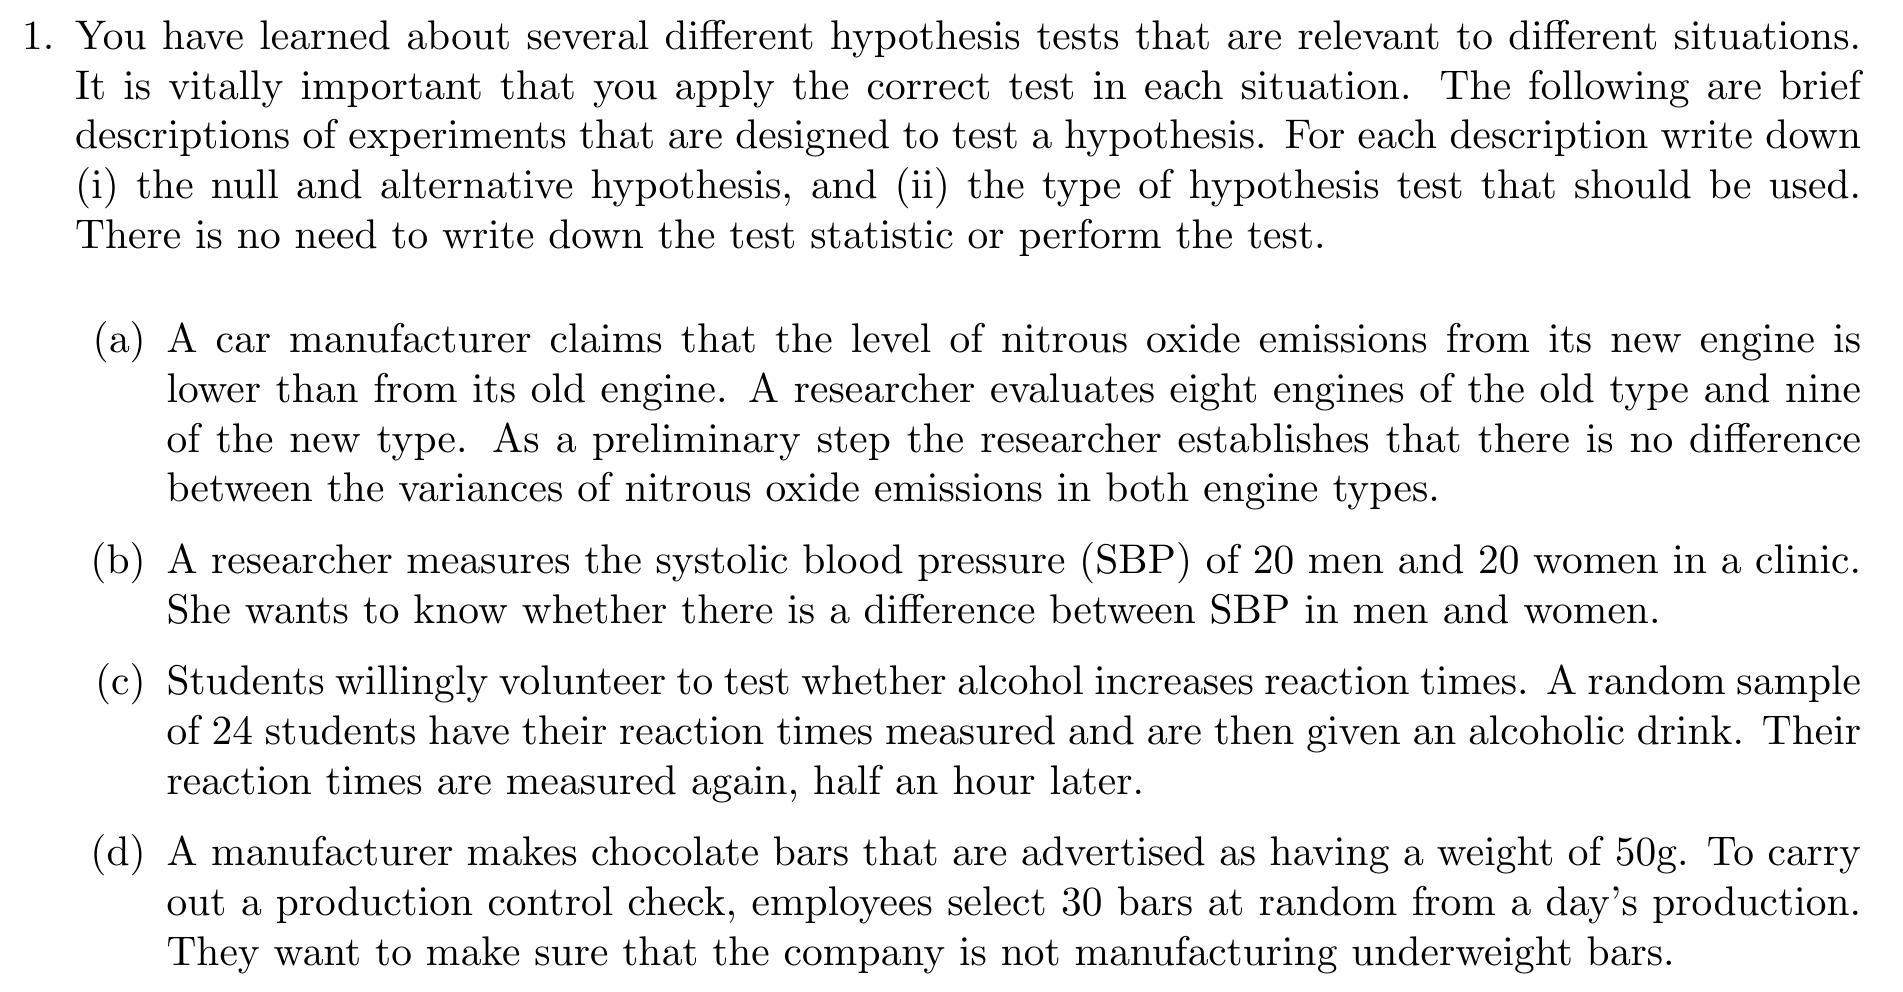 1. You have learned about several different hypothesis tests that are relevant to different situations.
It is vitally important that you apply the correct test in each situation. The following are brief
descriptions of experiments that are designed to test a hypothesis. For each description write down
(i) the null and alternative hypothesis, and (ii) the type of hypothesis test that should be used.
There is no need to write down the test statistic or perform the test.
(a) A car manufacturer claims that the level of nitrous oxide emissions from its new engine is
lower than from its old engine. A researcher evaluates eight engines of the old type and nine
of the new type. As a preliminary step the researcher establishes that there is no difference
between the variances of nitrous oxide emissions in both engine types.
(b) A researcher measures the systolic blood pressure (SBP) of 20 men and 20 women in a clinic.
She wants to know whether there is a difference between SBP in men and women.
(c) Students willingly volunteer to test whether alcohol increases reaction times. A random sample
of 24 students have their reaction times measured and are then given an alcoholic drink. Their
reaction times are measured again, half an hour later.
(d) A manufacturer makes chocolate bars that are advertised as having a weight of 50g. To carry
out a production control check, employees select 30 bars at random from a day's production.
They want to make sure that the company is not manufacturing underweight bars.